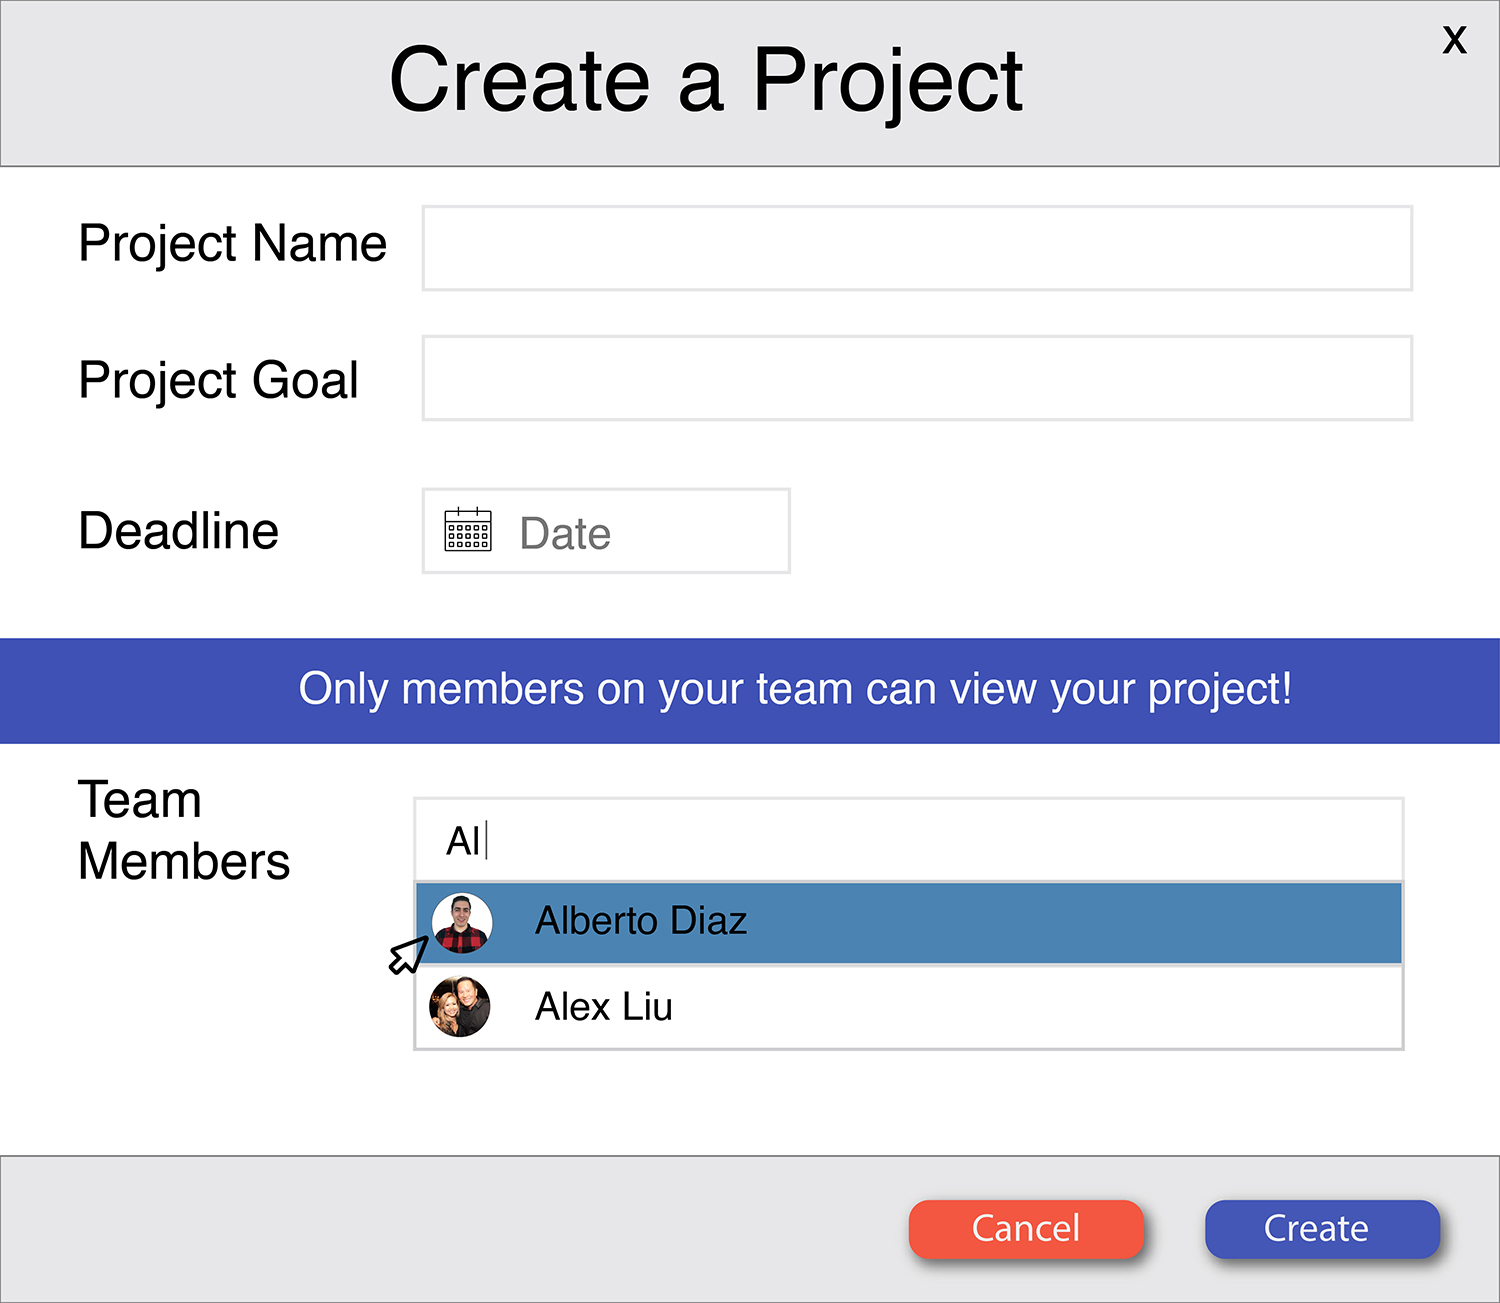 Create a Project
X
Project Name
Project Goal
Deadline
Date
Only members on your team can view your project!
Team
Members
Al
Alberto Diaz
Alex Liu
Cancel
Create